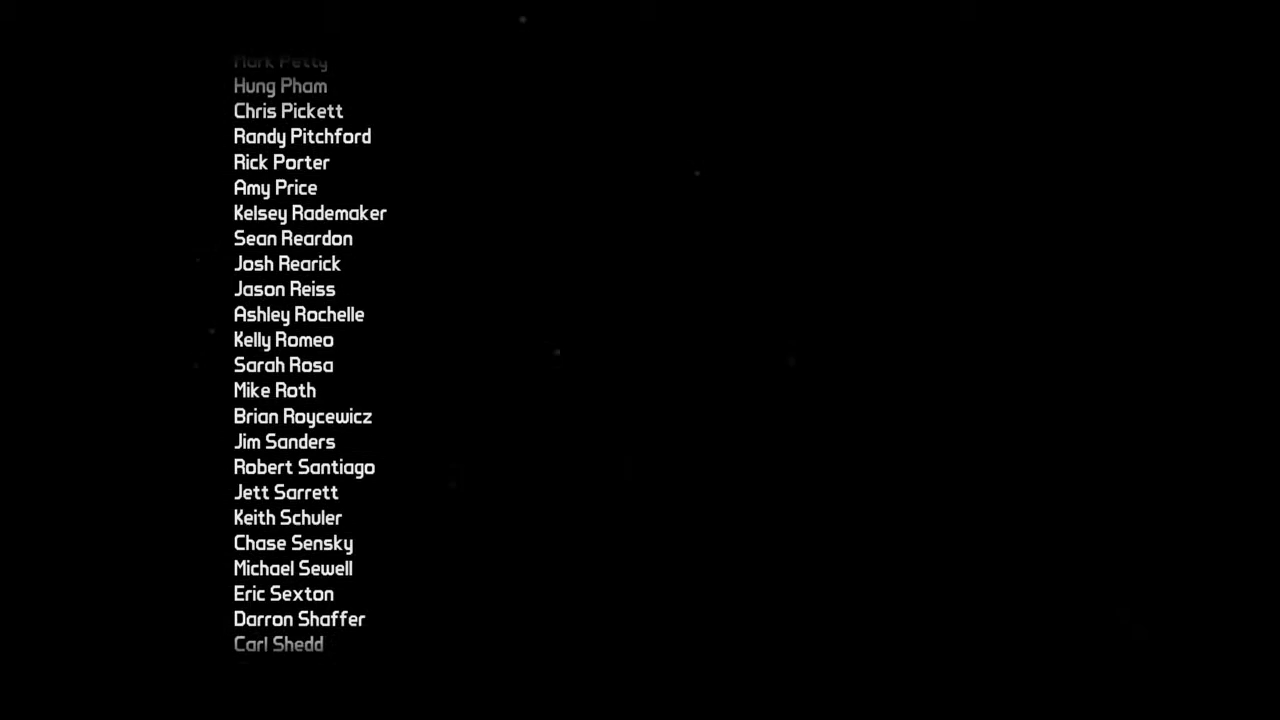 Mark Petty
Hung Pham
Chris Pickett
Randy Pitchford
Rick Porter
Amy Price
Kelsey Rademaker
Sean Reardon
Josh Rearick
Jason Reiss
Ashley Rochelle
Kelly Romeo
Sarah Rosa
Mike Roth
Brian Roycewicz
Jim Sanders
Robert Santiago
Jett Sarrett
Keith Schuler
Chase Sensky
Michael Sewell
Eric Sexton
Darron Shaffer
Carl Shedd